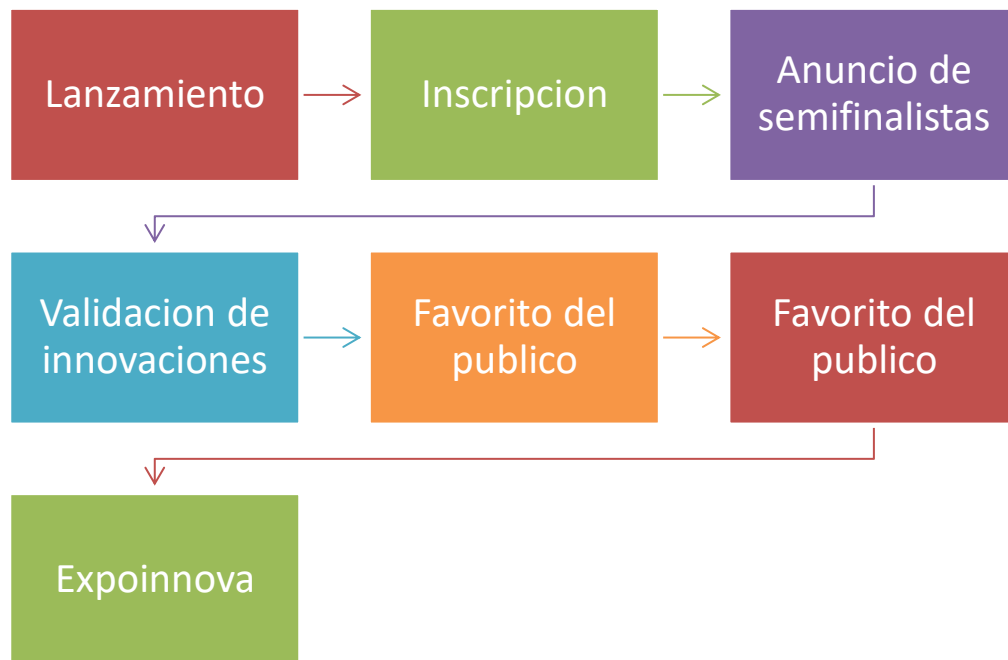 Lanzamiento
Inscripcion
Anuncio de
semifinalistas
Validacion de
innovaciones
Favorito del
publico
Favorito del
publico
Expoinnova